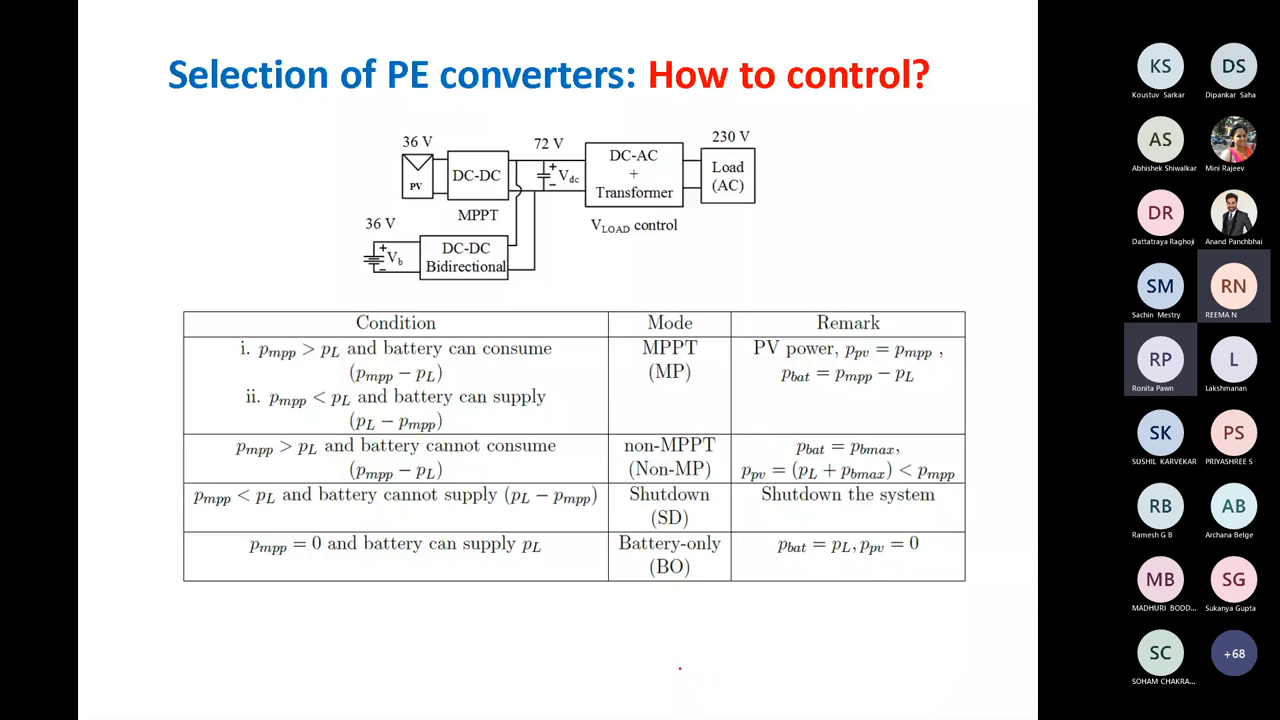 Selection of PE converters: How to control?
36 V
PV
DC-DC
MPPT
72 V
+
Vdc
−
DC-AC
+
Transformer
VLOAD control
230 V
Load
(AC)
36 V
+
Vb
−
DC-DC
Bidirectional
Condition
Mode
Remark
i. pmpp > pL and battery can consume
(pmpp − pL)
ii. pmpp < pL and battery can supply
(pL − pmpp)
MPPT
(MP)
PV power, ppv = pmpp ,
pbat = pmpp − pL
pmpp > pL and battery cannot consume
(pmpp − pL)
non-MPPT
(Non-MP)
pbat = pbmax,
ppv = (pL + pbmax) < pmpp
pmpp < pL and battery cannot supply (pL − pmpp)
Shutdown
(SD)
Shutdown the system
pmpp = 0 and battery can supply pL
Battery-only
(BO)
pbat = pL, ppv = 0
KS
Koustuv Sarkar
DS
Dipankar Saha
AS
Abhishek Shiwalkar
Mini Rajeev
DR
Dattatraya Raghoji
Anand Panchbhai
SM
Sachin Mestry
RN
REEMA N
RP
Ronita Pawn
L
Lakshmanan
SK
SUSHIL KARVEKAR
PS
PRIYASHREE S
RB
Ramesh G B
AB
Archana Belge
MB
MADHURI BODD...
SG
Sukanya Gupta
SC
SOHAM CHAKRA...
+68